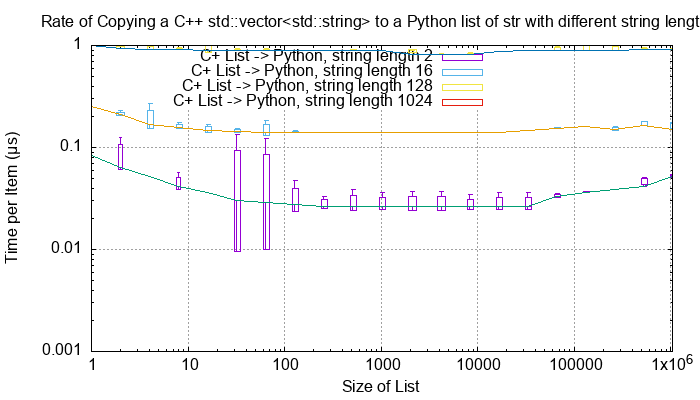 Rate of Copying a C++ std::vector<std::string> to a Python list of str with different string lengt
1
C+ List -> Python, string length 2
C+ List -> Python, string length 16
C+ List -> Python, string length 128
C+ List -> Python, string length 1024
0.1
0.01
0.001
Time per Item (µs)
1 10 100 1000 10000 100000 1x10⁶
Size of List